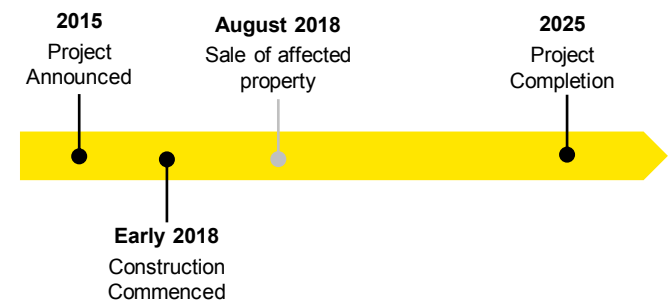 2015
Project
Announced
August 2018
Sale of affected
property
2025
Project
Completion
Early 2018
Construction
Commenced